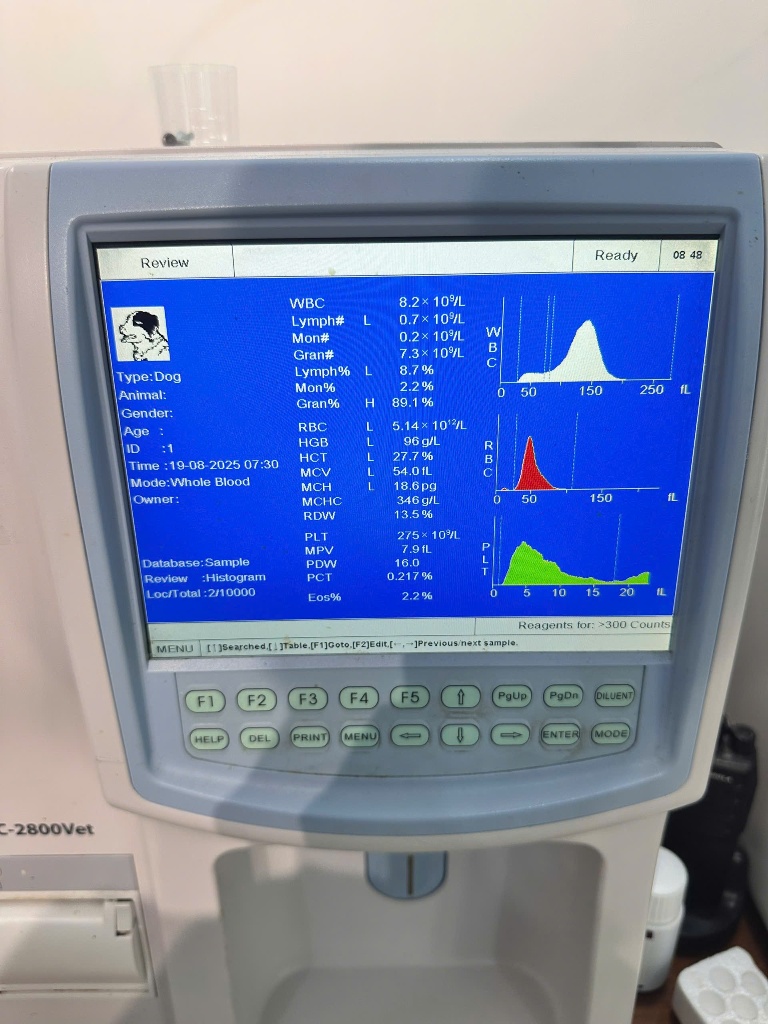 Review Ready 08 48
Type:Dog
Animal:
Gender:
Age :
ID :1
Time :19-08-2025 07:30
Mode:Whole Blood
Owner:
Database:Sample
Review :Histogram
Loc/Total :2/10000
WBC 8.2 × 10⁹/L
Lymph# L 0.7 × 10⁹/L
Mon# 0.2 × 10⁹/L
Gran# 7.3 × 10⁹/L
Lymph% L 8.7 %
Mon% 2.2 %
Gran% H 89.1 %
RBC L 5.14 × 10¹²/L
HGB L 96 g/L
HCT L 27.7 %
MCV L 54.0 fL
MCH L 18.6 pg
MCHC 346 g/L
RDW 13.5 %
PLT 275 × 10⁹/L
MPV 7.9 fL
PDW 16.0
PCT 0.217 %
Eos% 2.2 %
WBC
0 50 150 250 fL
RBC
0 50 150 fL
PLT
0 5 10 15 20 fL
Reagents for: >300 Counts
MENU [↑]Searched,[↓]Table,[F1]Goto,[F2]Edit,[←,→]Previous/next sample.
F1 F2 F3 F4 F5 ⇧ PgUp PgDn DILUENT
HELP DEL PRINT MENU ⇦ ⇩ ⇨ ENTER MODE
C-2800Vet